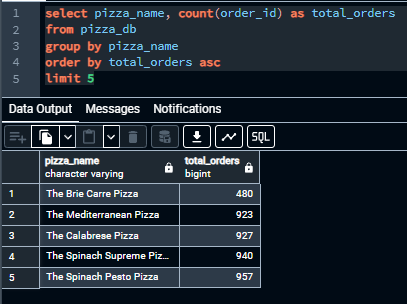 1 select pizza_name, count(order_id) as total_orders
2 from pizza_db
3 group by pizza_name
4 order by total_orders asc
5 limit 5
Data Output Messages Notifications
SQL
pizza_name total_orders
character varying bigint
1 The Brie Carre Pizza 480
2 The Mediterranean Pizza 923
3 The Calabrese Pizza 927
4 The Spinach Supreme Piz... 940
5 The Spinach Pesto Pizza 957